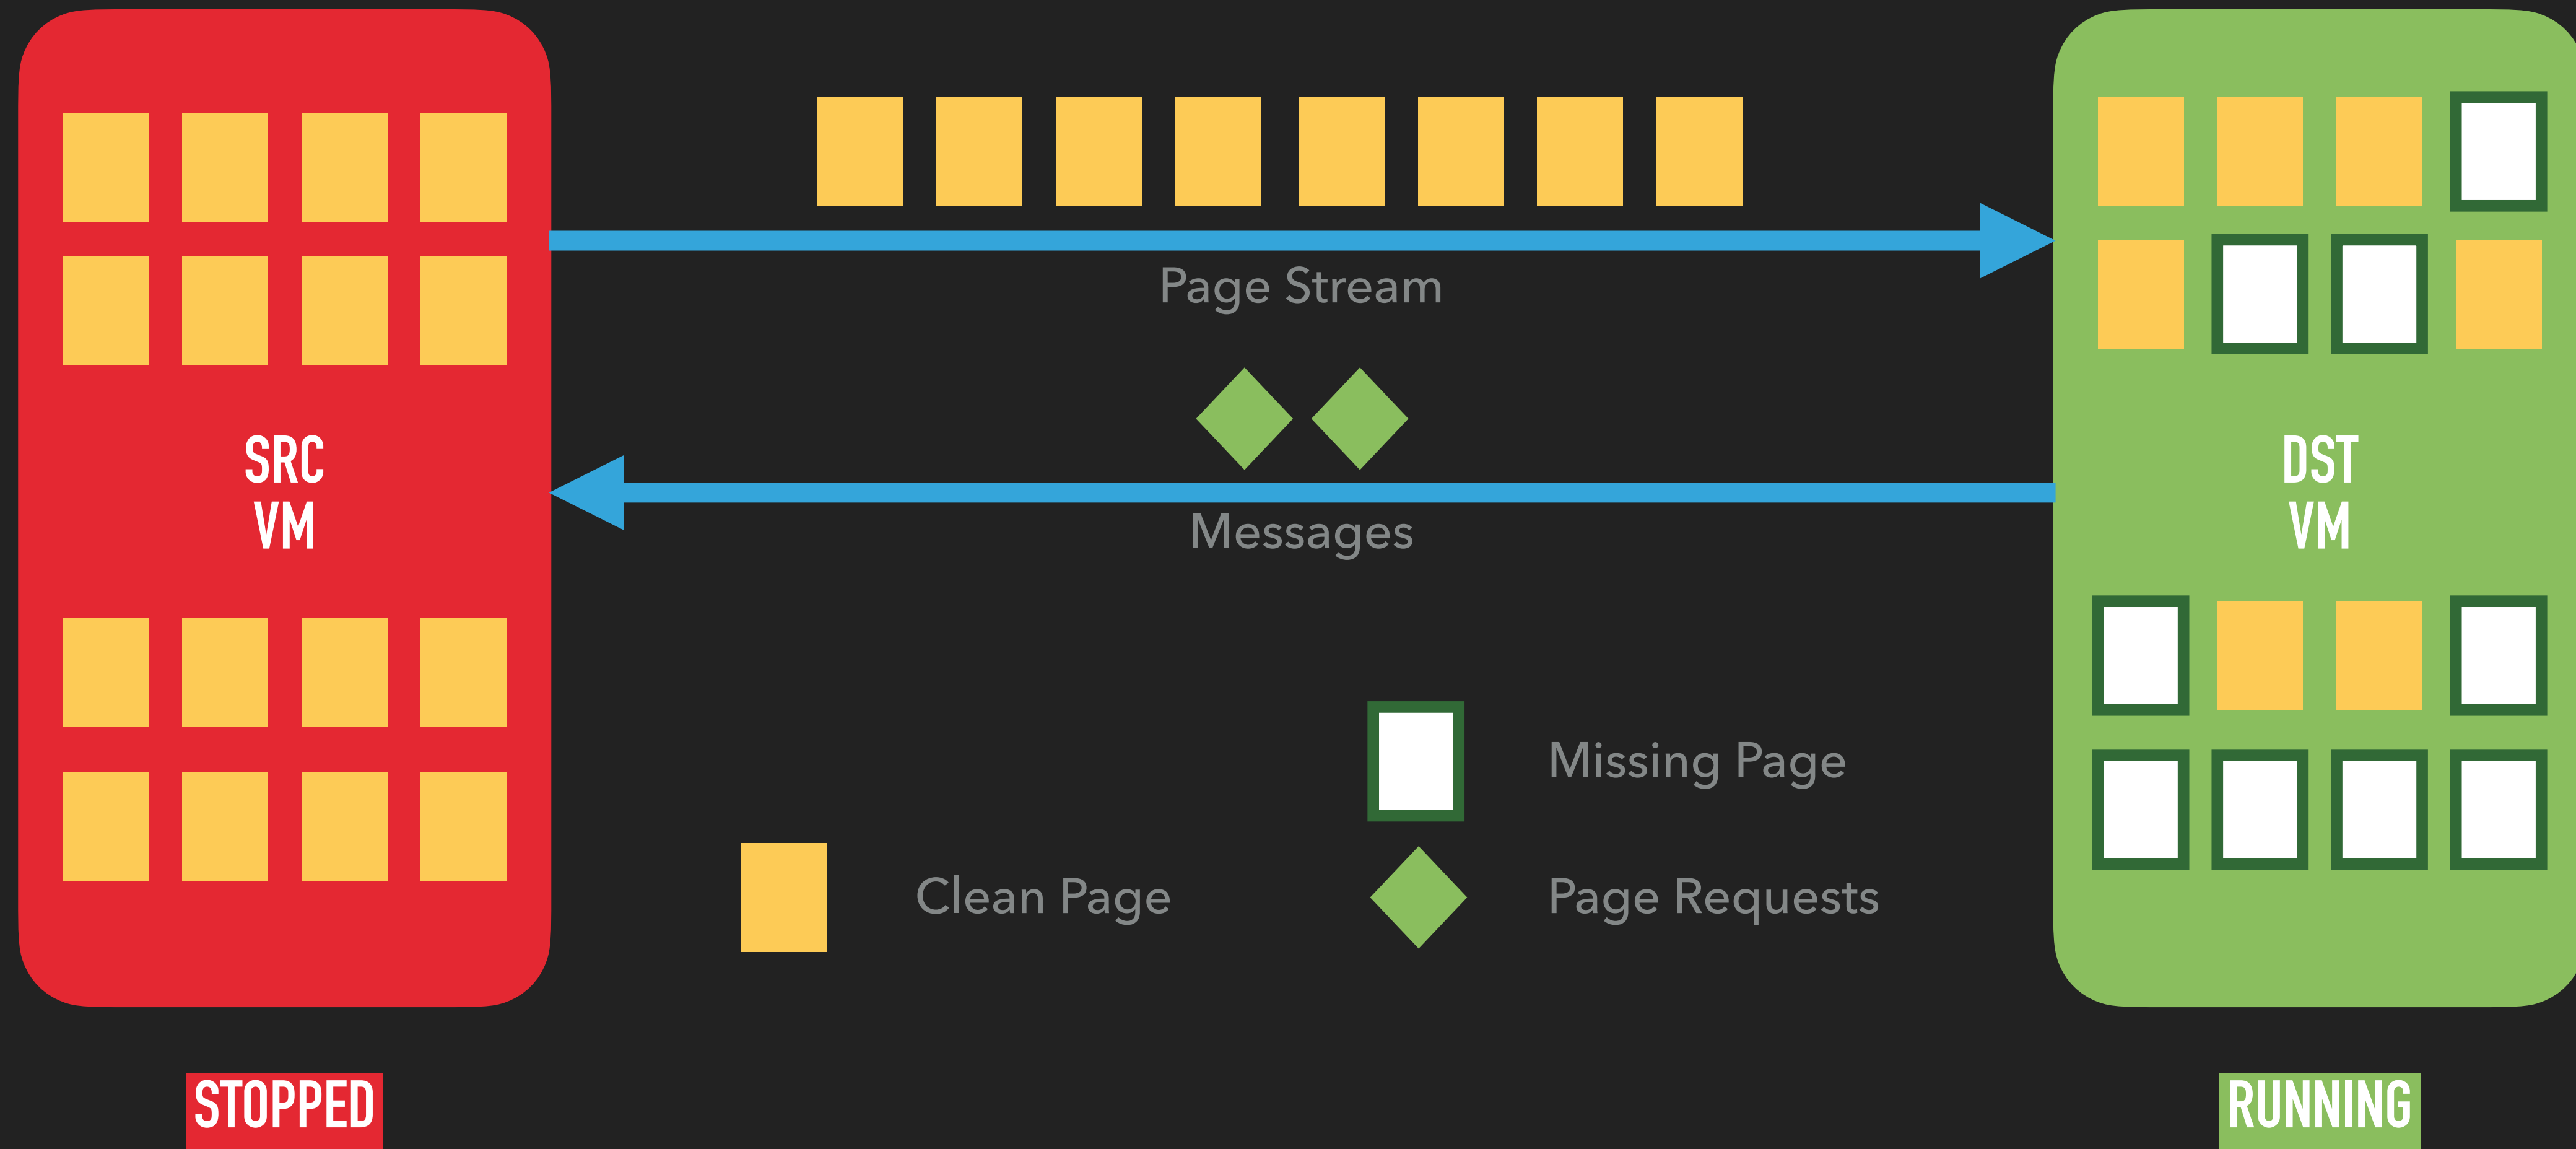 Page Stream
SRC
VM
DST
VM
Messages
Missing Page
Clean Page
Page Requests
STOPPED
RUNNING